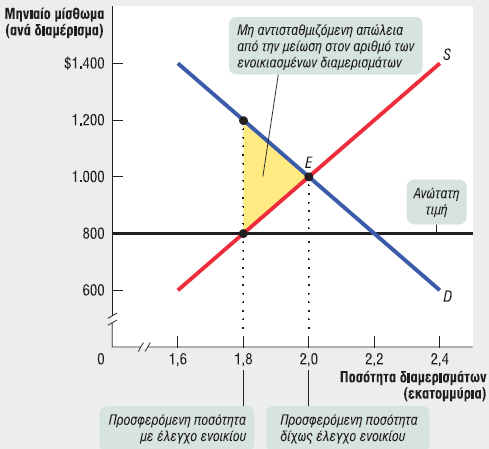 Μηνιαίο μίσθωμα
(ανά διαμέρισμα)
Μη αντισταθμιζόμενη απώλεια
από την μείωση στον αριθμό των
ενοικιασμένων διαμερισμάτων
$1,400
1.200
1.000
800
600
0
S
E
Ανώτατη
τιμή
D
1,6
1,8
2,0
2,2
2,4
Ποσότητα διαμερισμάτων
(εκατομμύρια)
Προσφερόμενη ποσότητα
με έλεγχο ενοικίου
Προσφερόμενη ποσότητα
δίχως έλεγχο ενοικίου